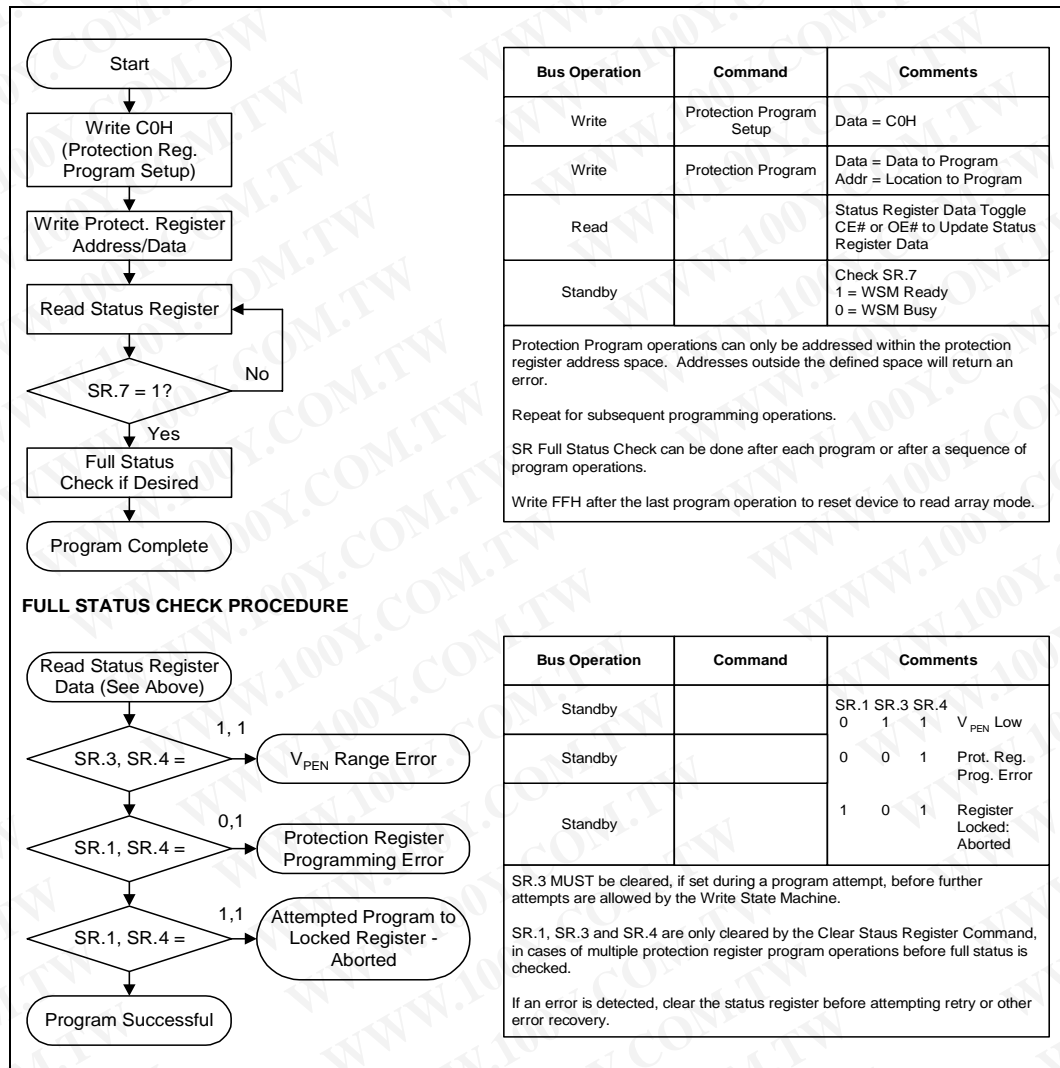 Start
Write C0H
(Protection Reg.
Program Setup)
Write Protect. Register
Address/Data
Read Status Register
SR.7 = 1?
No
Yes
Full Status
Check if Desired
Program Complete
Bus Operation Command Comments
Write Protection Program Setup Data = C0H
Write Protection Program Data = Data to Program
Addr = Location to Program
Read Status Register Data Toggle
CE# or OE# to Update Status
Register Data
Standby Check SR.7
1 = WSM Ready
0 = WSM Busy
Protection Program operations can only be addressed within the protection
register address space. Addresses outside the defined space will return an
error.
Repeat for subsequent programming operations.
SR Full Status Check can be done after each program or after a sequence of
program operations.
Write FFH after the last program operation to reset device to read array mode.
FULL STATUS CHECK PROCEDURE
Read Status Register
Data (See Above)
SR.3, SR.4 =
1, 1
VPEN Range Error
SR.1, SR.4 =
0,1
Protection Register
Programming Error
SR.1, SR.4 =
1,1
Attempted Program to
Locked Register -
Aborted
Program Successful
Bus Operation Command Comments
Standby SR.1 SR.3 SR.4
0 1 1 VPEN Low
Standby 0 0 1 Prot. Reg.
Prog. Error
Standby 1 0 1 Register
Locked:
Aborted
SR.3 MUST be cleared, if set during a program attempt, before further
attempts are allowed by the Write State Machine.
SR.1, SR.3 and SR.4 are only cleared by the Clear Staus Register Command,
in cases of multiple protection register program operations before full status is
checked.
If an error is detected, clear the status register before attempting retry or other
error recovery.
WWW.100Y.COM.TW